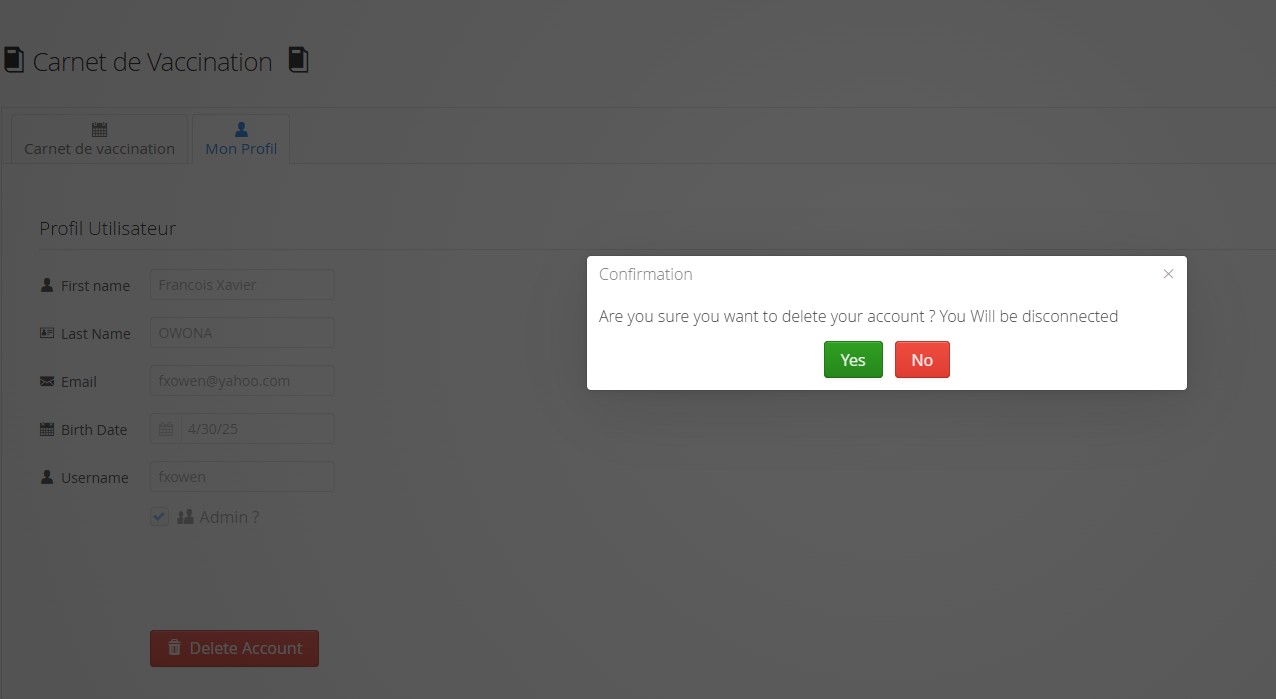 Carnet de Vaccination
Carnet de vaccination
Mon Profil
Profil Utilisateur
First name
Francois Xavier
Last Name
OWONA
Email
fxowen@yahoo.com
Birth Date
4/30/25
Username
fxowen
Admin ?
Delete Account
Confirmation
×
Are you sure you want to delete your account ? You Will be disconnected
Yes
No